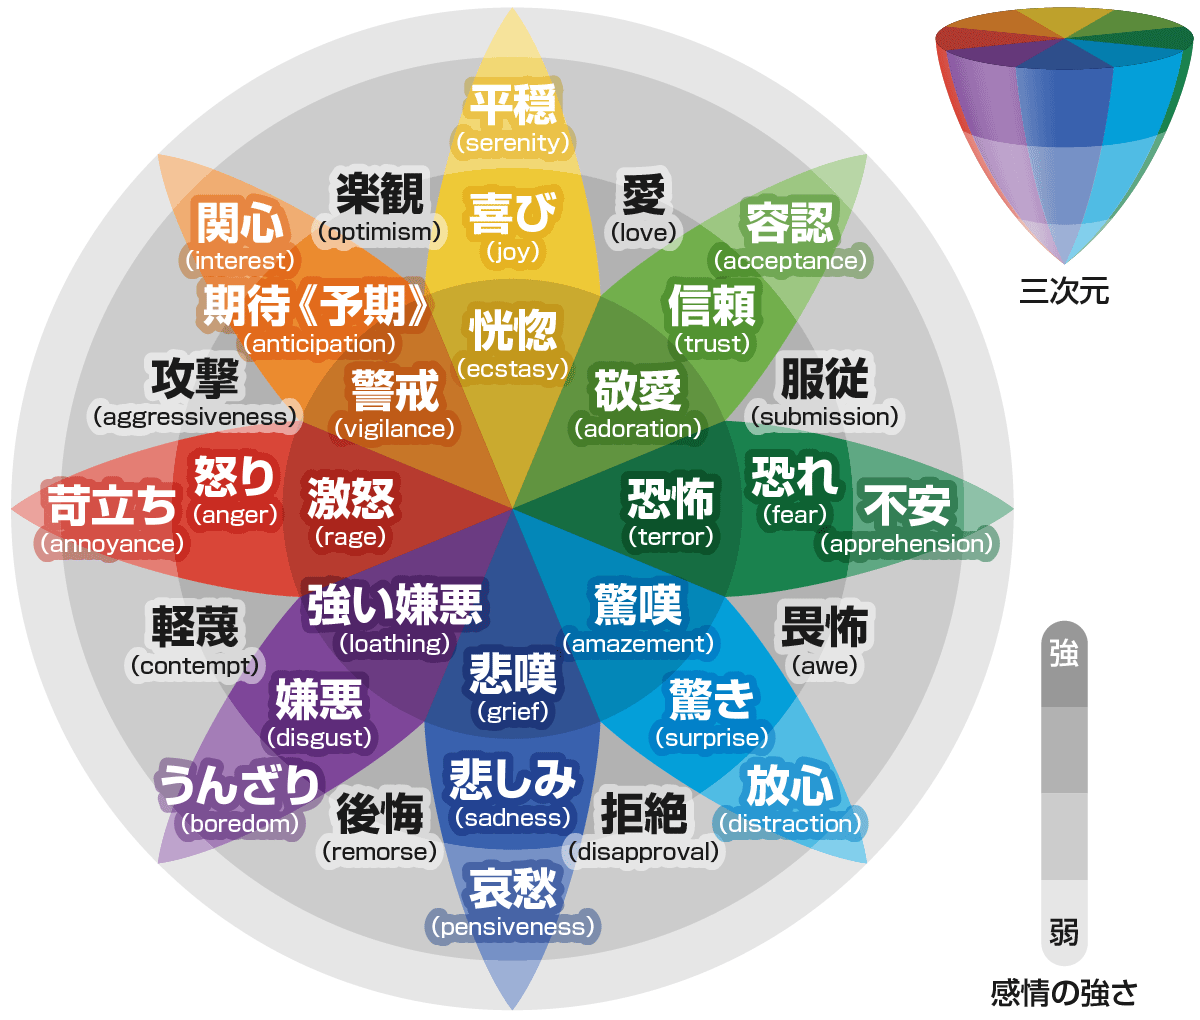 平穏
(serenity)
楽観
(optimism)
喜び
(joy)
愛
(love)
関心
(interest)
容認
(acceptance)
期待《予期》
(anticipation)
恍惚
(ecstasy)
信頼
(trust)
攻撃
(aggressiveness)
警戒
(vigilance)
敬愛
(adoration)
服従
(submission)
苛立ち
(annoyance)
怒り
(anger)
激怒
(rage)
恐怖
(terror)
恐れ
(fear)
不安
(apprehension)
軽蔑
(contempt)
強い嫌悪
(loathing)
驚嘆
(amazement)
畏怖
(awe)
嫌悪
(disgust)
悲嘆
(grief)
驚き
(surprise)
うんざり
(boredom)
後悔
(remorse)
悲しみ
(sadness)
拒絶
(disapproval)
放心
(distraction)
哀愁
(pensiveness)
三次元
強
弱
感情の強さ